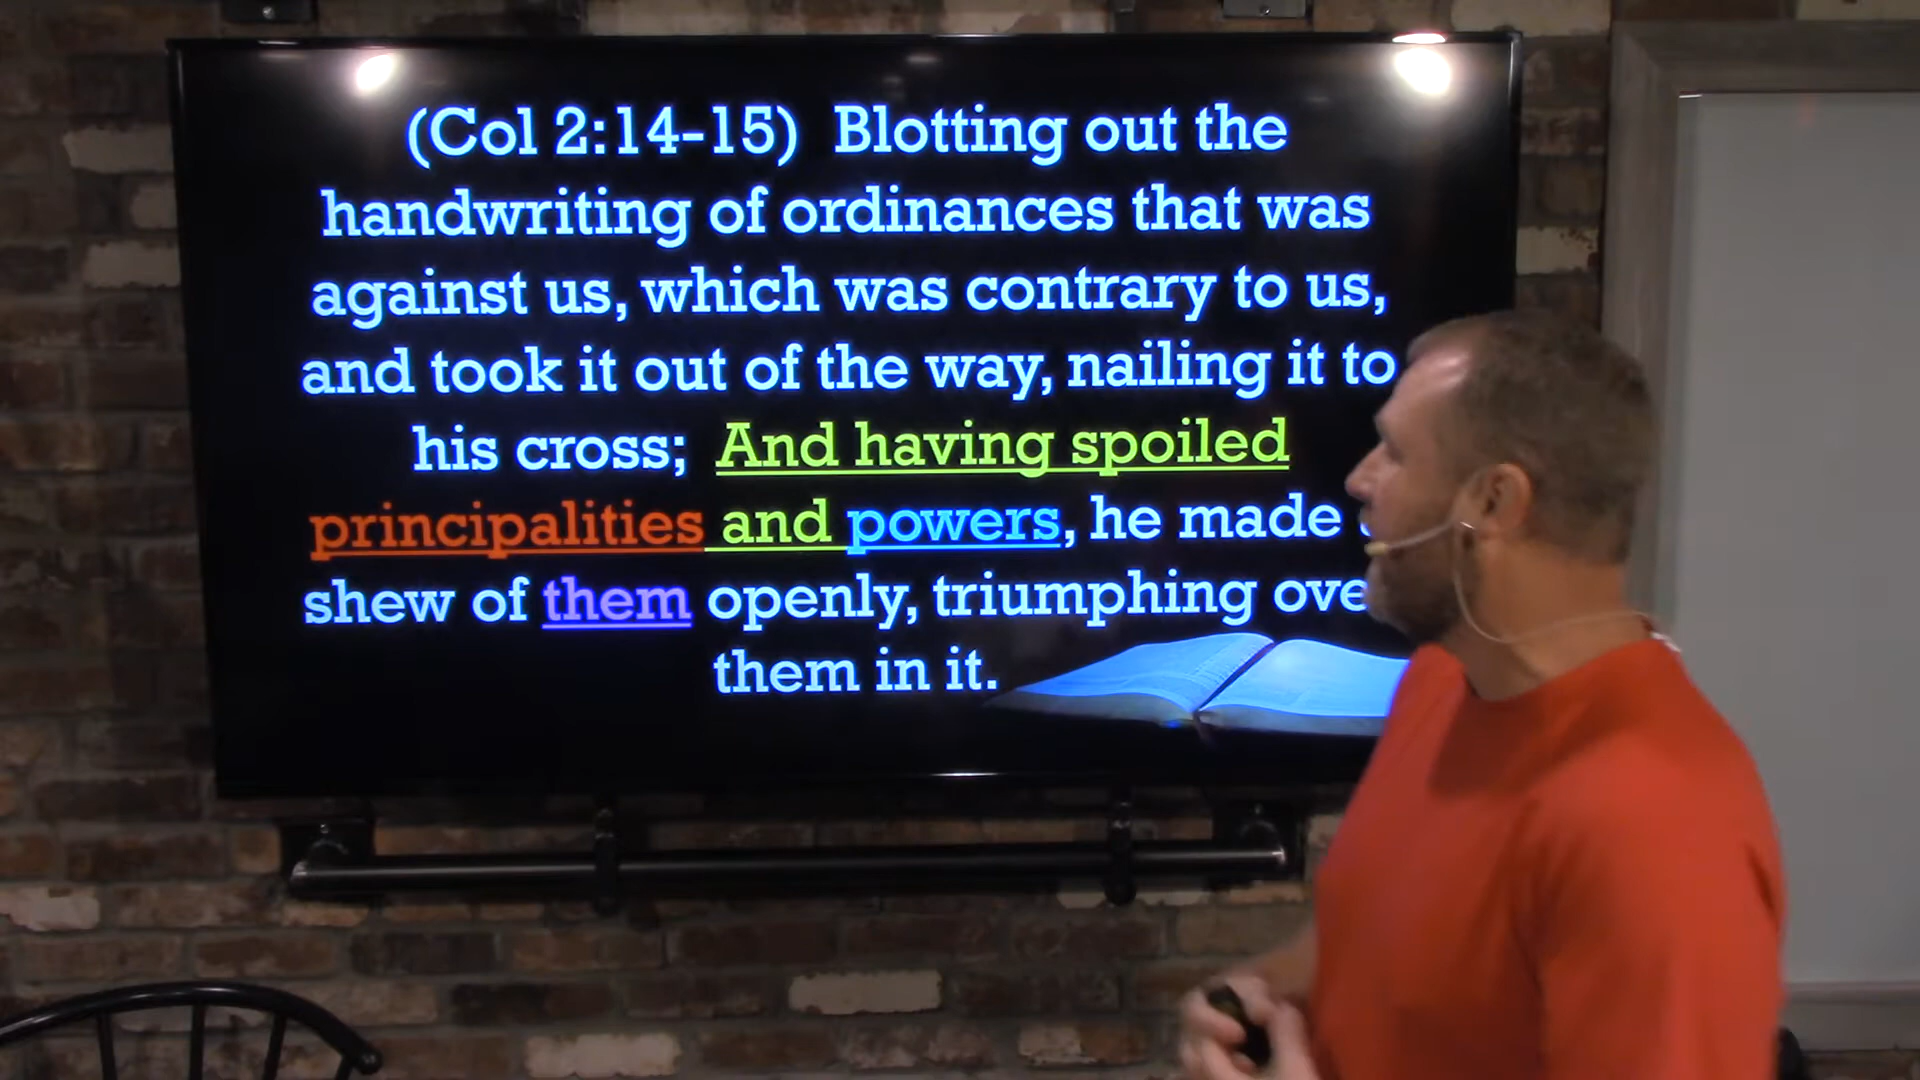 (Col 2:14-15) Blotting out the
handwriting of ordinances that was
against us, which was contrary to us,
and took it out of the way, nailing it to
his cross; And having spoiled
principalities and powers, he made
shew of them openly, triumphing ove
them in it.